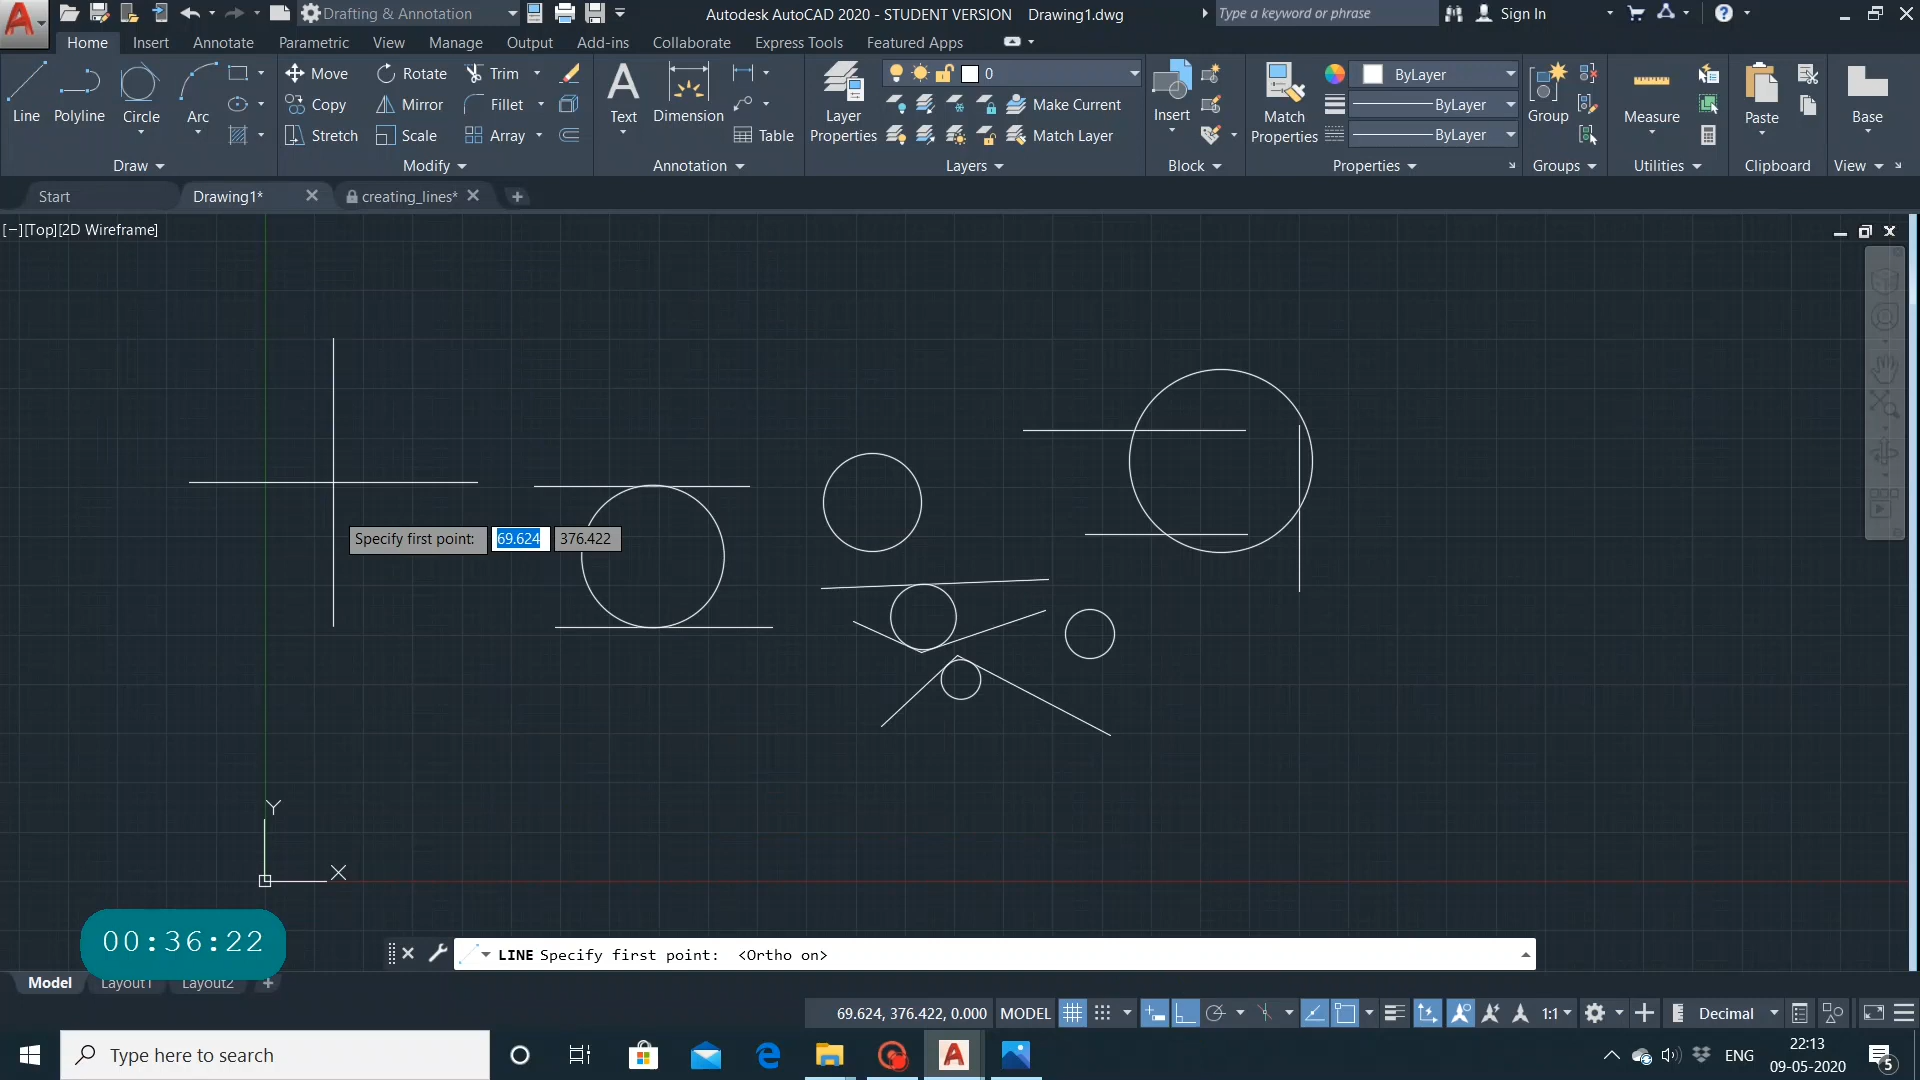 Drafting & Annotation
Autodesk AutoCAD 2020 - STUDENT VERSION Drawing1.dwg
Type a keyword or phrase
Sign In
Home Insert Annotate Parametric View Manage Output Add-ins Collaborate Express Tools Featured Apps
Line Polyline Circle Arc
Move Rotate Trim
Copy Mirror Fillet
Stretch Scale Array
Text Dimension Table
Layer Properties
0
Make Current
Match Layer
Insert
Match Properties
ByLayer
ByLayer
ByLayer
Group Measure Paste Base
Draw Modify Annotation Layers Block Properties Groups Utilities Clipboard View
Start Drawing1* creating_lines*
[−][Top][2D Wireframe]
Specify first point: 69.624 376.422
Y
X
00:36:22
LINE Specify first point: <Ortho on>
Model Layout1 Layout2
69.624, 376.422, 0.000 MODEL 1:1 Decimal
Type here to search
ENG
22:13
09-05-2020
5